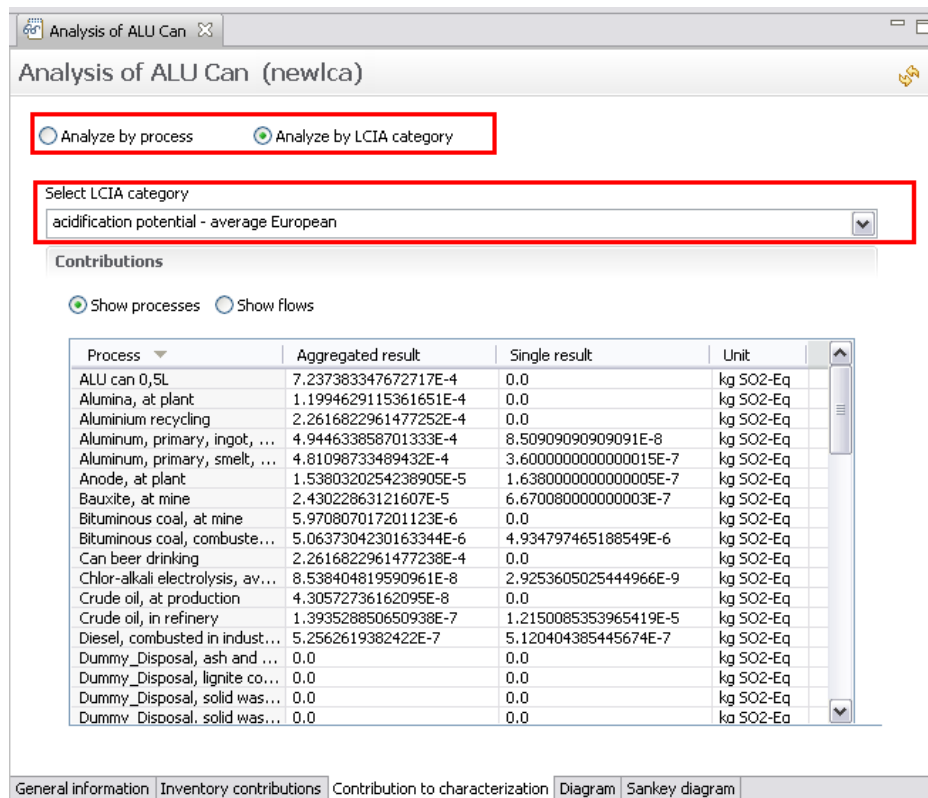 Analysis of ALU Can
Analysis of ALU Can (newlca)
Analyze by process Analyze by LCIA category
Select LCIA category
acidification potential - average European
Contributions
Show processes Show flows
Process Aggregated result Single result Unit
ALU can 0,5L 7.237383347672717E-4 0.0 kg SO2-Eq
Alumina, at plant 1.1994629115361651E-4 0.0 kg SO2-Eq
Aluminium recycling 2.2616822961477252E-4 0.0 kg SO2-Eq
Aluminum, primary, ingot, ... 4.944633858701333E-4 8.50909090909091E-8 kg SO2-Eq
Aluminum, primary, smelt, ... 4.81098733489432E-4 3.6000000000000015E-7 kg SO2-Eq
Anode, at plant 1.5380320254238905E-5 1.6380000000000005E-7 kg SO2-Eq
Bauxite, at mine 2.43022863121607E-5 6.670080000000003E-7 kg SO2-Eq
Bituminous coal, at mine 5.970807017201123E-6 0.0 kg SO2-Eq
Bituminous coal, combuste... 5.0637304230163344E-6 4.934797465188549E-6 kg SO2-Eq
Can beer drinking 2.2616822961477238E-4 0.0 kg SO2-Eq
Chlor-alkali electrolysis, av... 8.538404819590961E-8 2.9253605025444966E-9 kg SO2-Eq
Crude oil, at production 4.30572736162095E-8 0.0 kg SO2-Eq
Crude oil, in refinery 1.393528850650938E-7 1.2150085353965419E-5 kg SO2-Eq
Diesel, combusted in indust... 5.2562619382422E-7 5.120404385445674E-7 kg SO2-Eq
Dummy_Disposal, ash and ... 0.0 0.0 kg SO2-Eq
Dummy_Disposal, lignite co... 0.0 0.0 kg SO2-Eq
Dummy_Disposal, solid was... 0.0 0.0 kg SO2-Eq
Dummy_Disposal, solid was... 0.0 0.0 kg SO2-Eq
General information Inventory contributions Contribution to characterization Diagram Sankey diagram